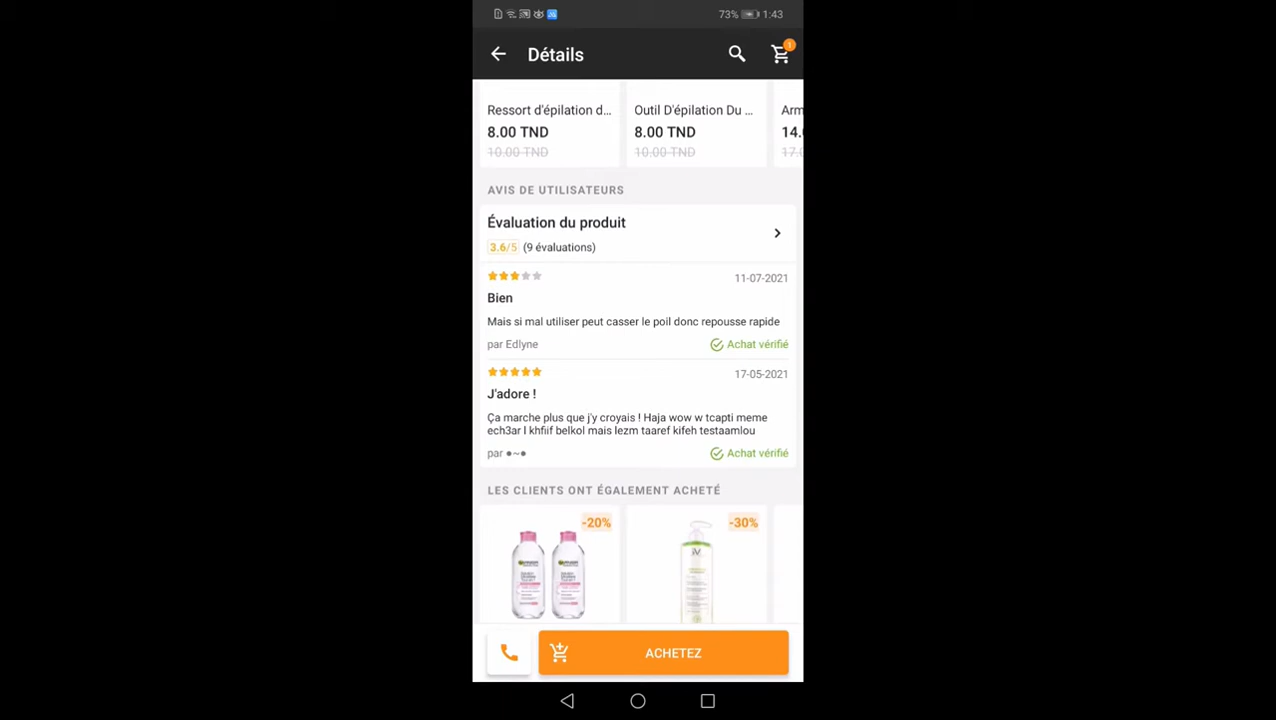 73% 1:43
Détails
1
Ressort d'épilation d...
8.00 TND
10.00 TND
Outil D'épilation Du ...
8.00 TND
10.00 TND
Arm
14.
17.
AVIS DE UTILISATEURS
Évaluation du produit
3.6/5 (9 évaluations)
11-07-2021
Bien
Mais si mal utiliser peut casser le poil donc repousse rapide
par Edlyne
Achat vérifié
17-05-2021
J'adore !
Ça marche plus que j'y croyais ! Haja wow w tcapti meme
ech3ar l khfiif belkol mais lezm taaref kifeh testaamlou
par ●~●
Achat vérifié
LES CLIENTS ONT ÉGALEMENT ACHETÉ
-20%
-30%
GARNIER
ACHETEZ